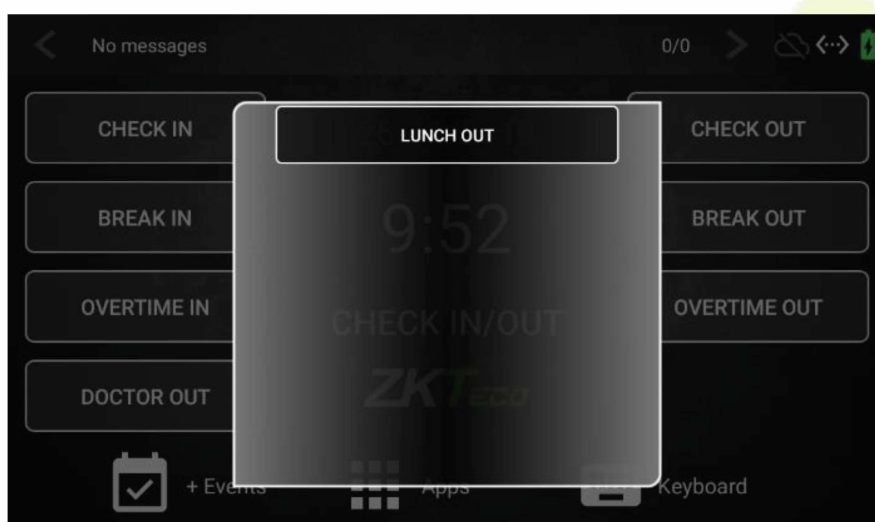 No messages 0/0
CHECK IN
LUNCH OUT
CHECK OUT
BREAK IN
9:52
BREAK OUT
OVERTIME IN
CHECK IN/OUT
OVERTIME OUT
DOCTOR OUT
ZKTeco
+ Events
Apps
Keyboard